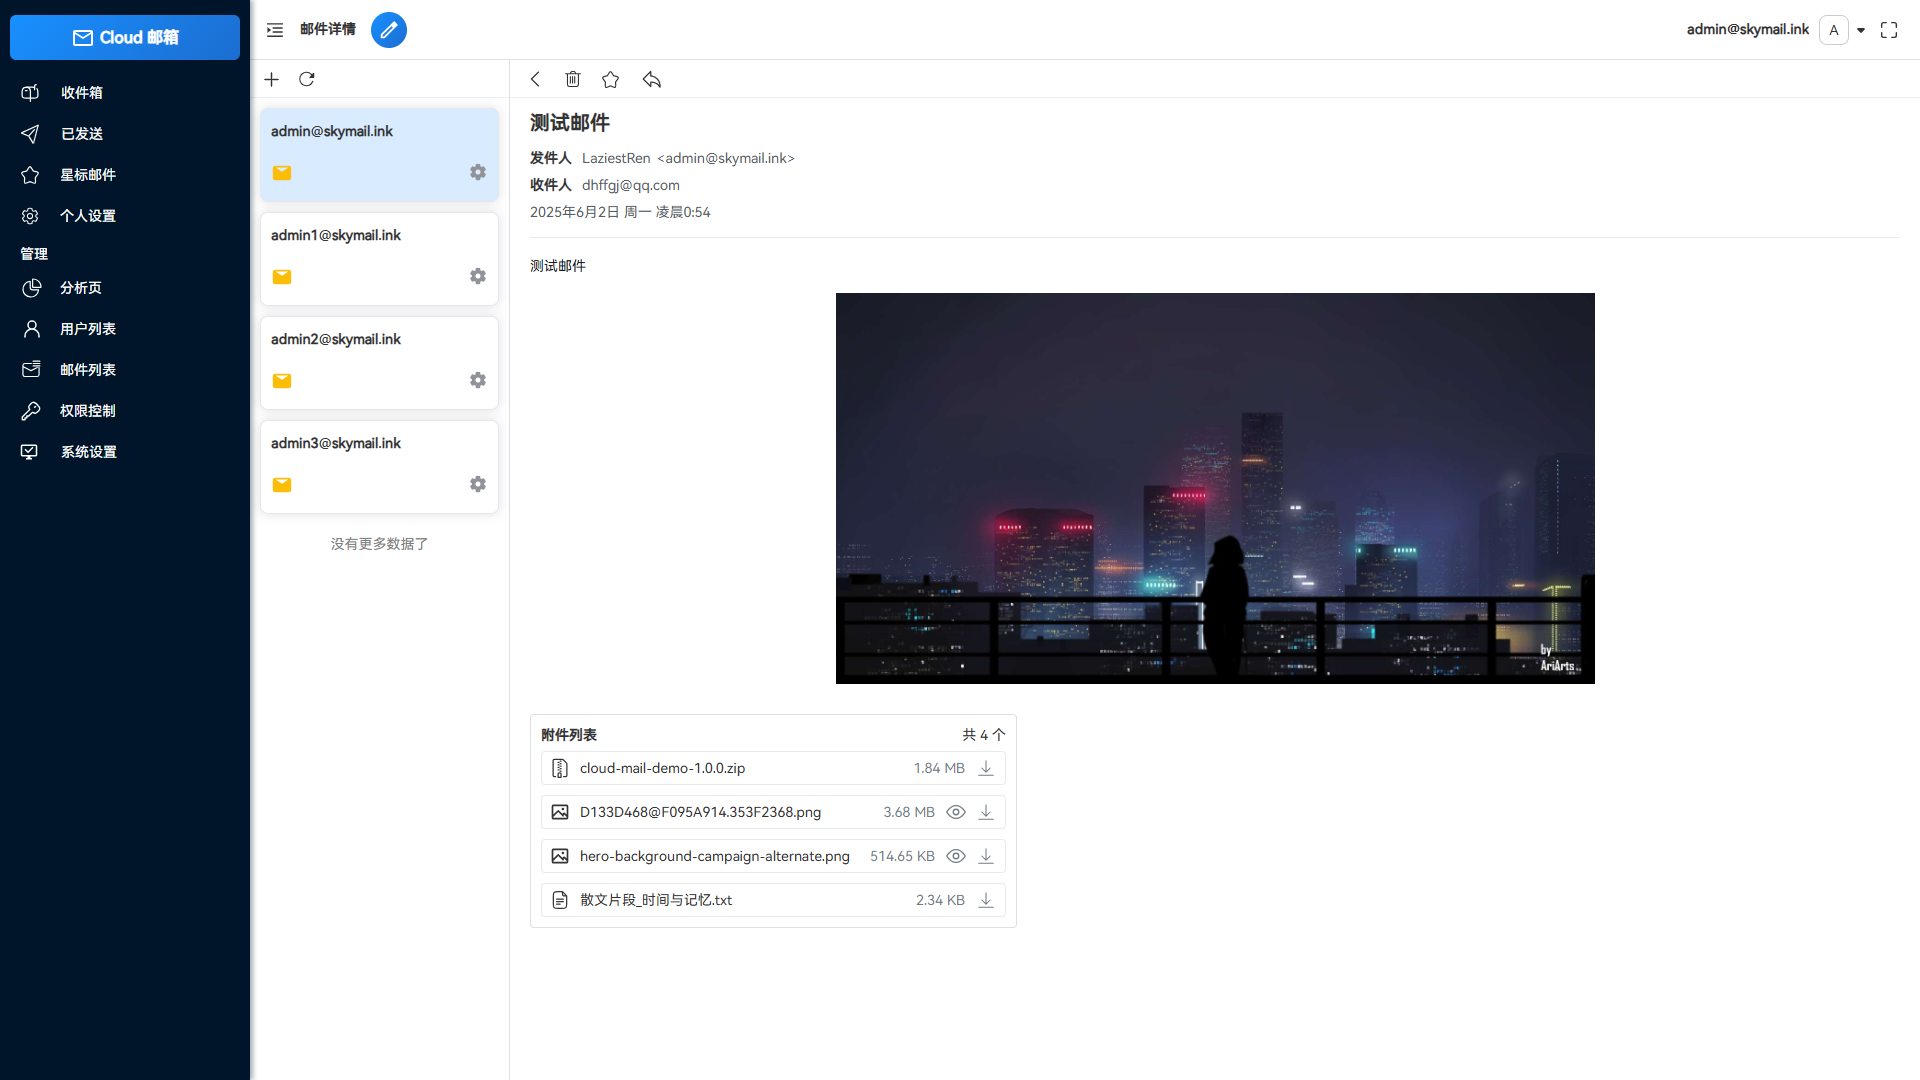 Cloud 邮箱
收件箱
已发送
星标邮件
个人设置
管理
分析页
用户列表
邮件列表
权限控制
系统设置
邮件详情
admin@skymail.ink
A
admin@skymail.ink
admin1@skymail.ink
admin2@skymail.ink
admin3@skymail.ink
没有更多数据了
测试邮件
发件人 LaziestRen <admin@skymail.ink>
收件人 dhffgj@qq.com
2025年6月2日 周一 凌晨0:54
测试邮件
by
AriArts
附件列表 共 4 个
cloud-mail-demo-1.0.0.zip 1.84 MB
D133D468@F095A914.353F2368.png 3.68 MB
hero-background-campaign-alternate.png 514.65 KB
散文片段_时间与记忆.txt 2.34 KB